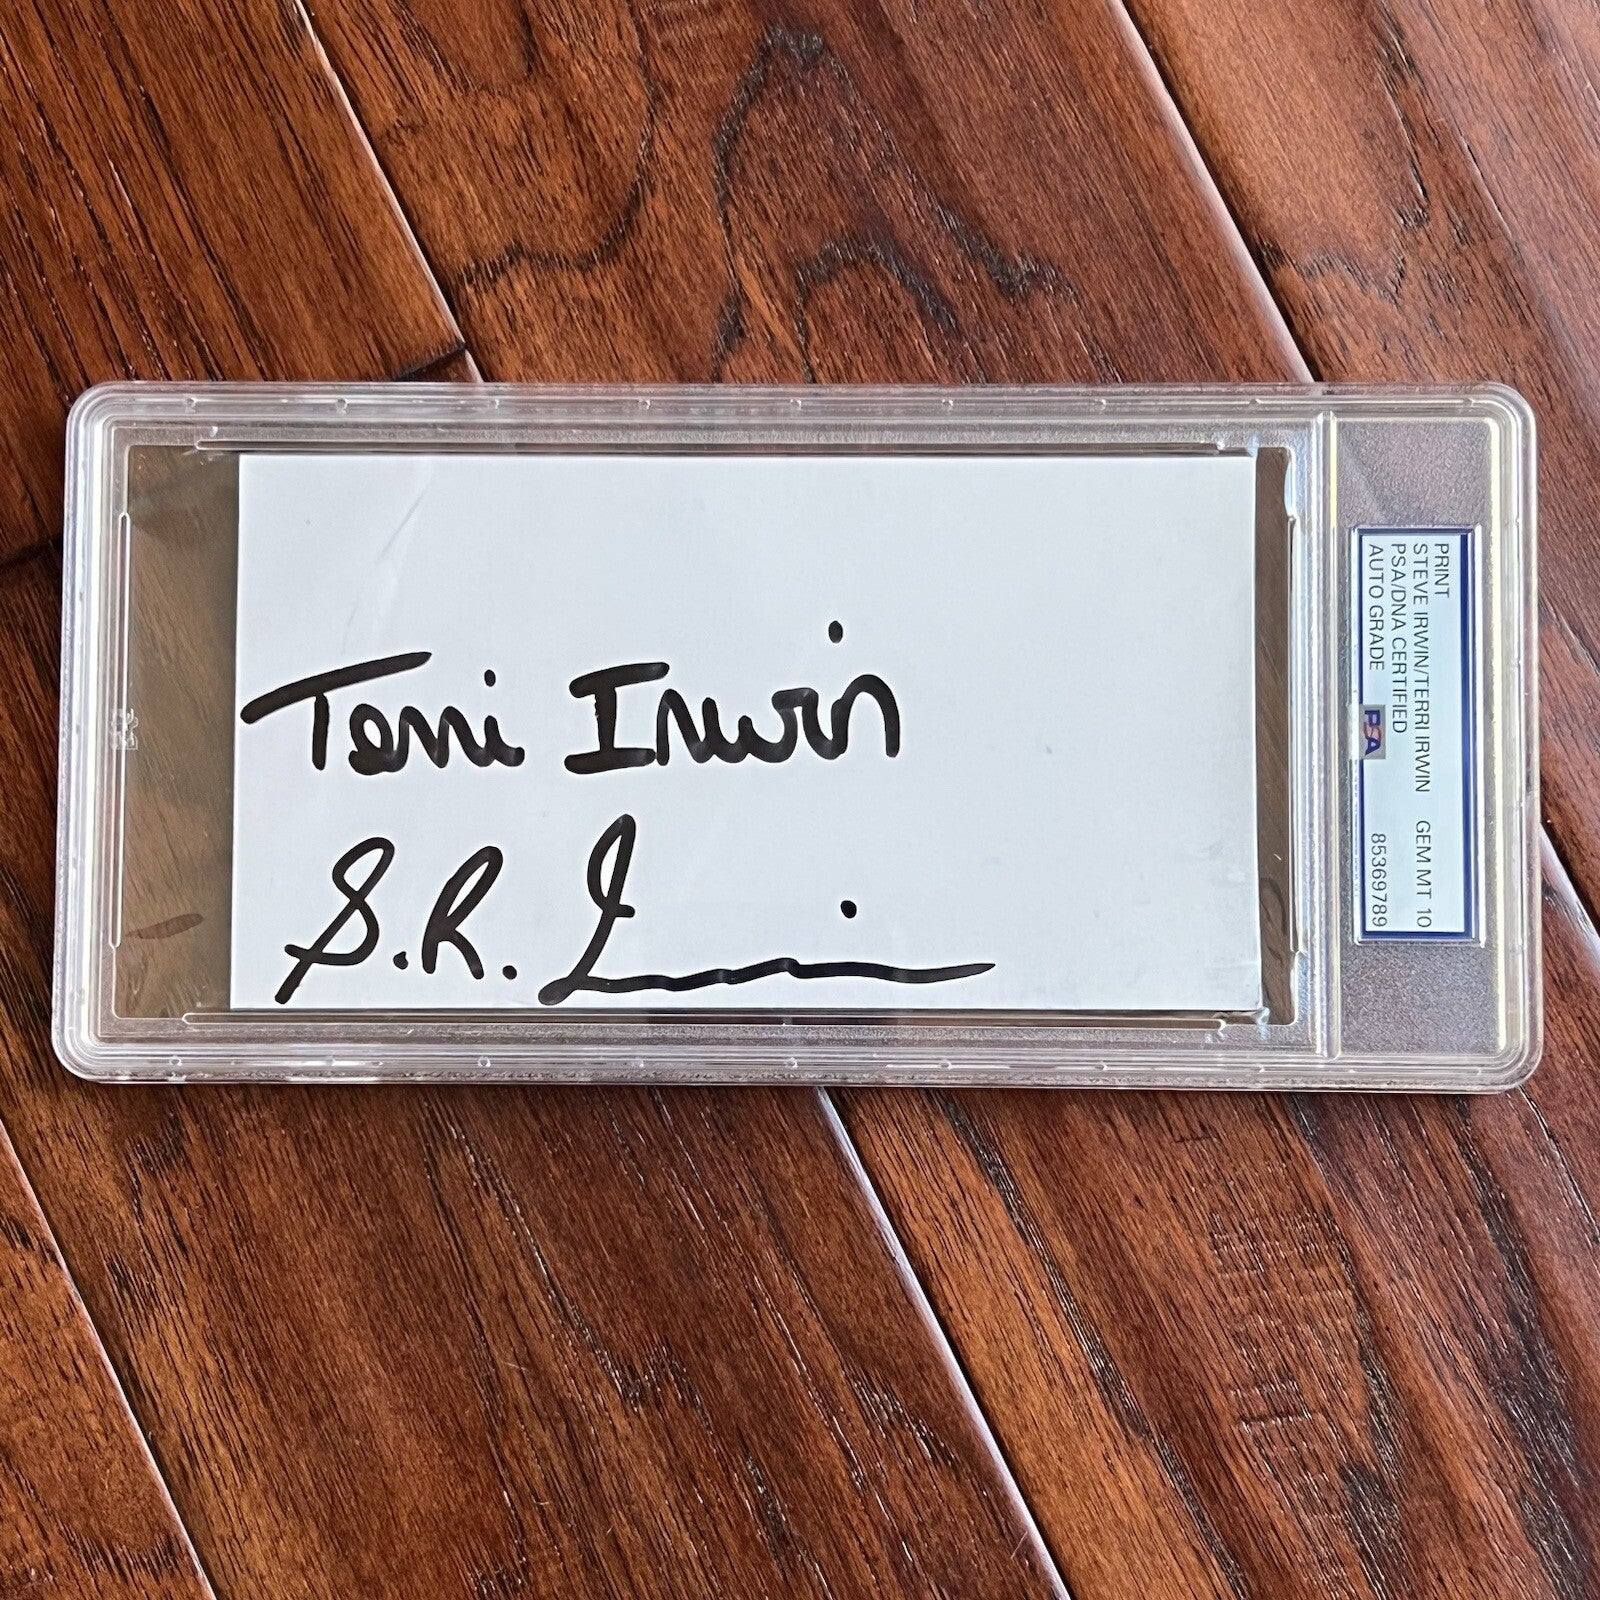 Terri Irwin
S.R. Irwin
PRINT
STEVE IRWIN/TERRI IRWIN GEM MT 10
PSA/DNA CERTIFIED
AUTO GRADE 85369789
PSA